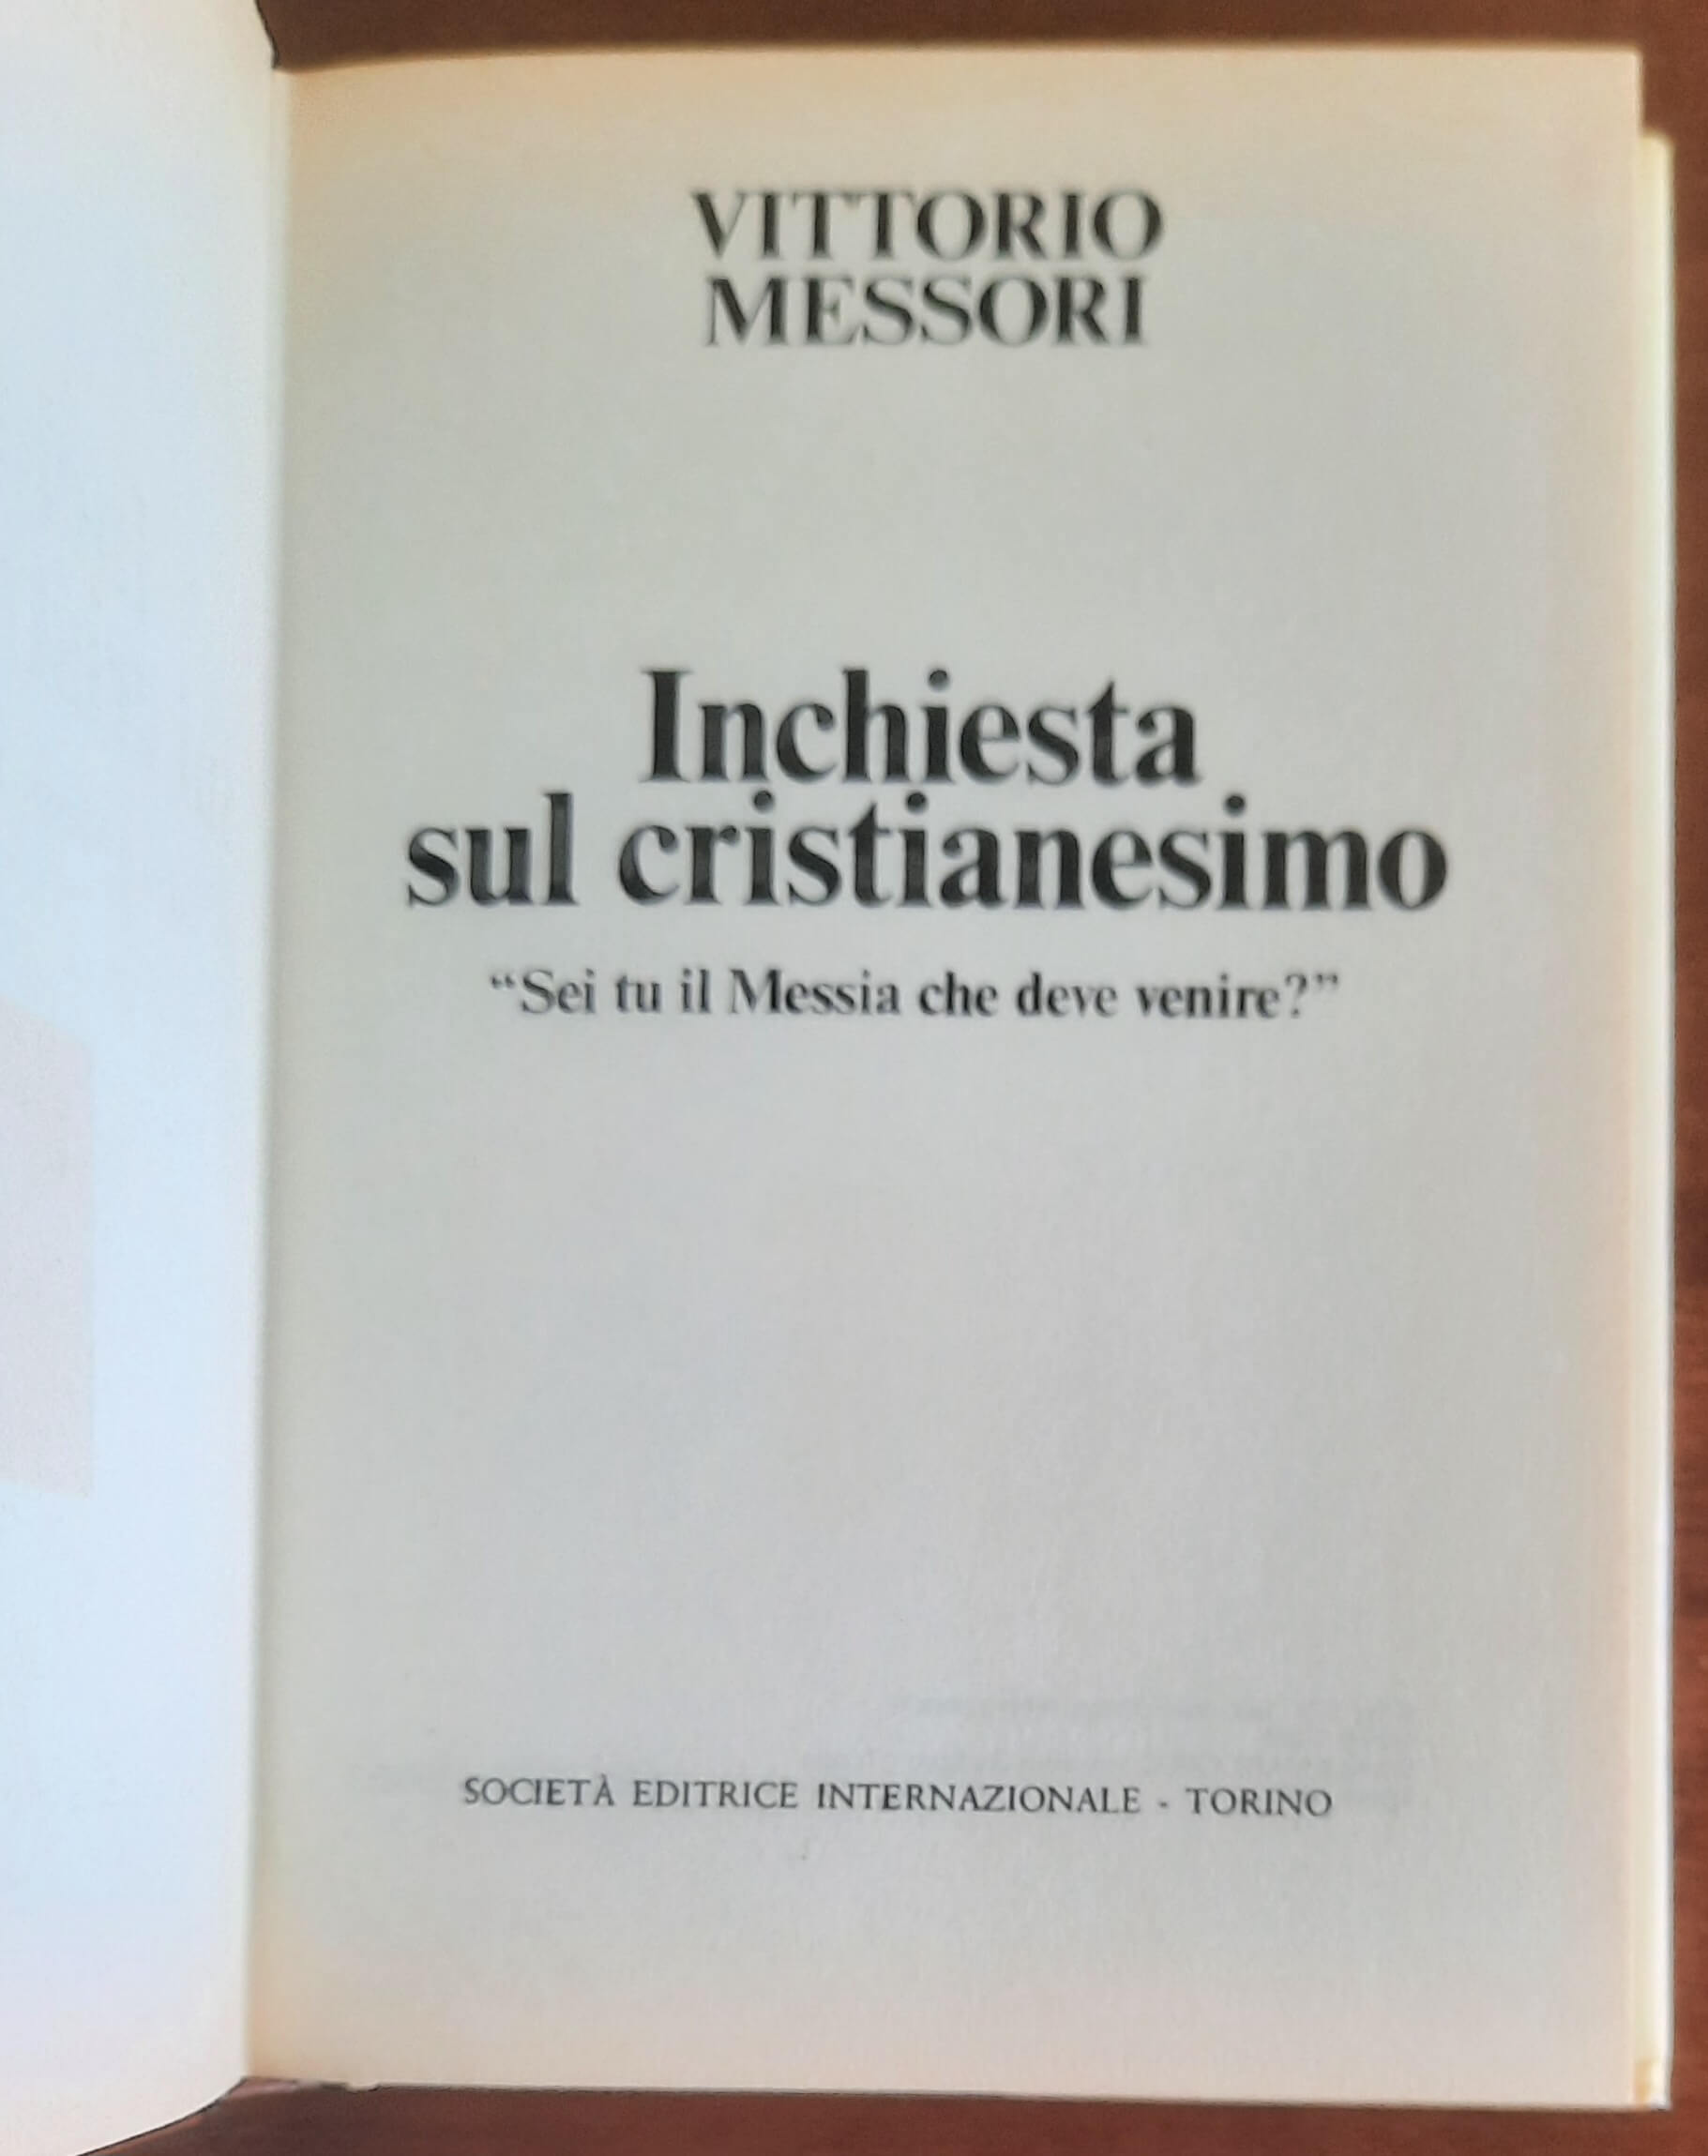 VITTORIO
MESSORI
Inchiesta
sul cristianesimo
“Sei tu il Messia che deve venire?”
SOCIETÀ EDITRICE INTERNAZIONALE - TORINO